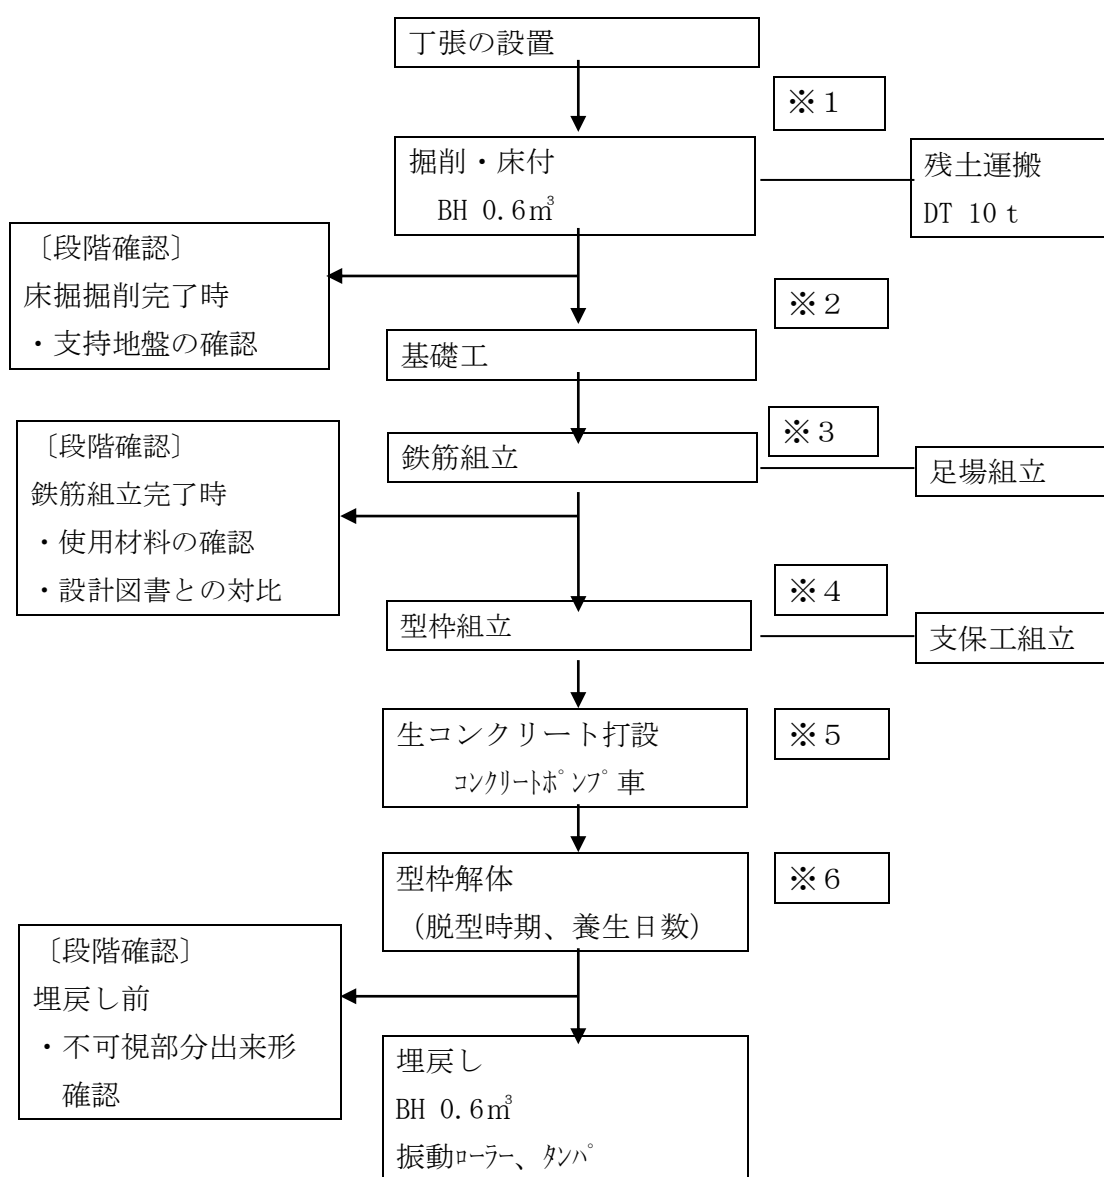 丁張の設置
※１
掘削・床付
BH 0.6㎥
残土運搬
DT 10ｔ
〔段階確認〕
床掘掘削完了時
・支持地盤の確認
※２
基礎工
※３
鉄筋組立
足場組立
〔段階確認〕
鉄筋組立完了時
・使用材料の確認
・設計図書との対比
※４
型枠組立
支保工組立
生コンクリート打設
ｺﾝｸﾘｰﾄﾎﾟﾝﾌﾟ車
※５
型枠解体
（脱型時期、養生日数）
※６
〔段階確認〕
埋戻し前
・不可視部分出来形
確認
埋戻し
BH 0.6㎥
振動ﾛｰﾗｰ、ﾀﾝﾊﾟ